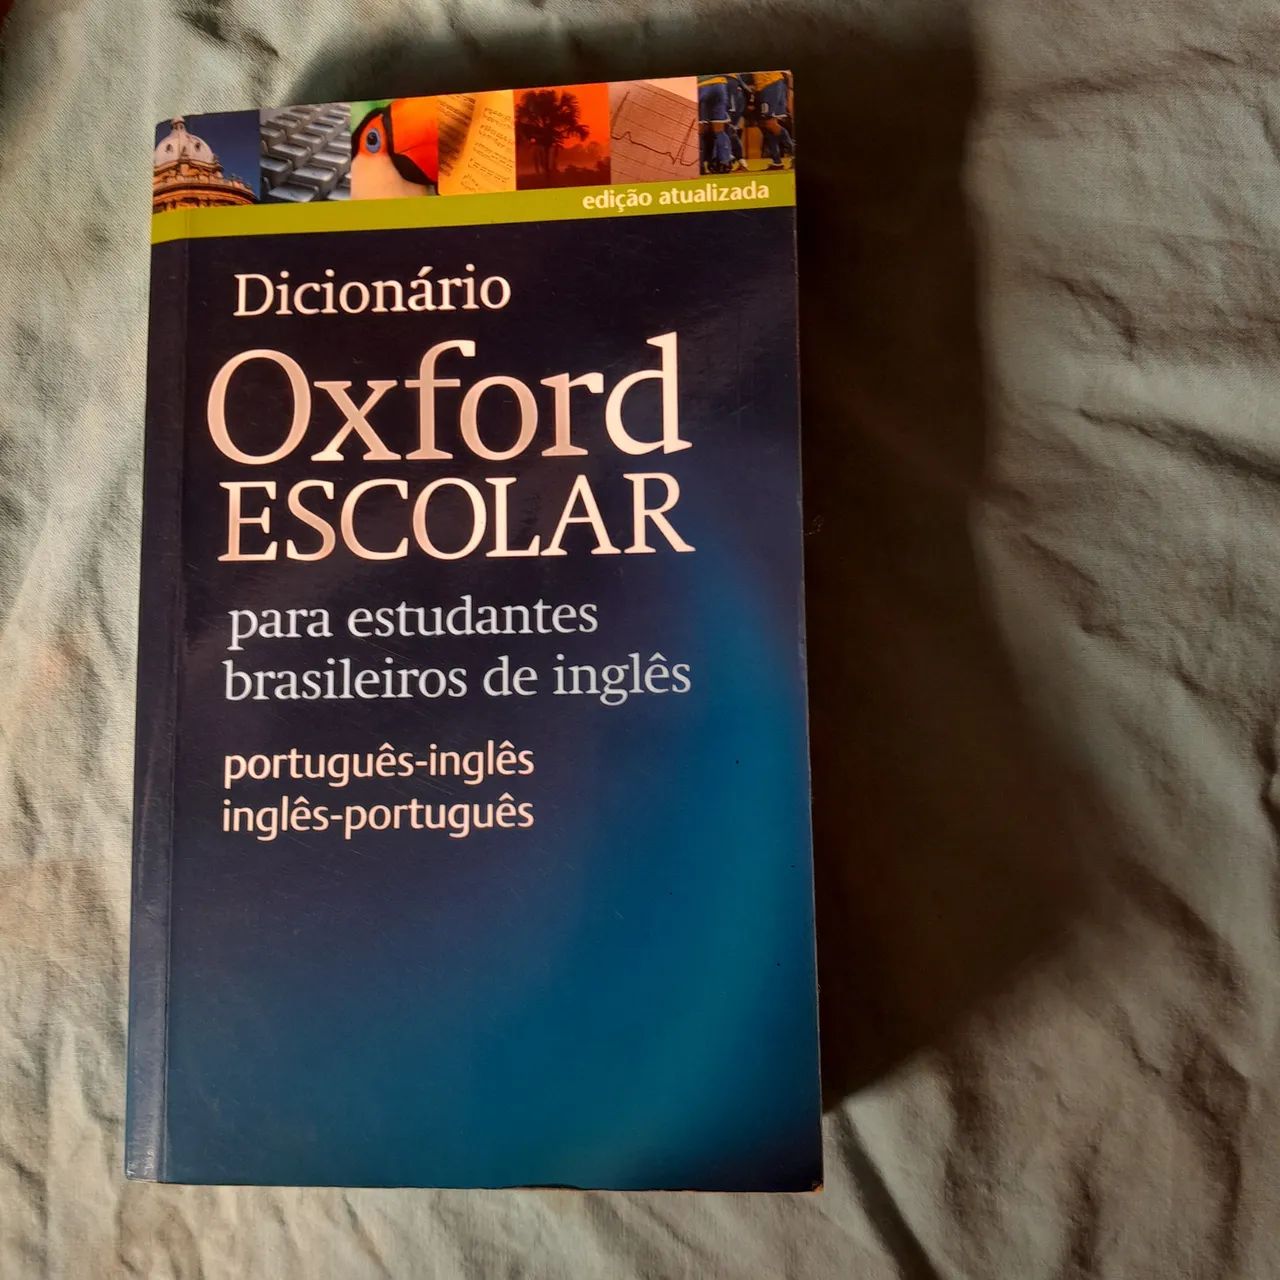 edição atualizada
Dicionário
Oxford
ESCOLAR
para estudantes
brasileiros de inglês
português-inglês
inglês-português